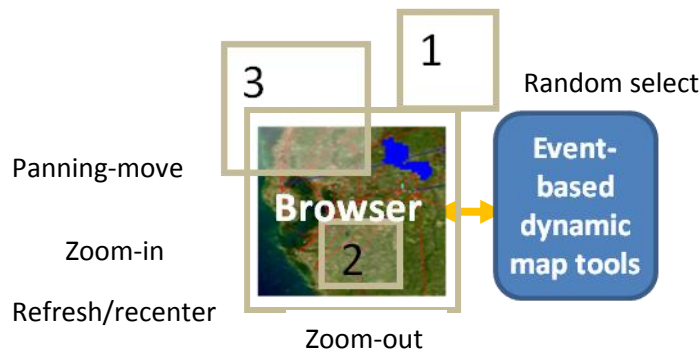 1
3
Random select
Event-
based
dynamic
map tools
Panning-move
Browser
Zoom-in
2
Refresh/recenter
Zoom-out